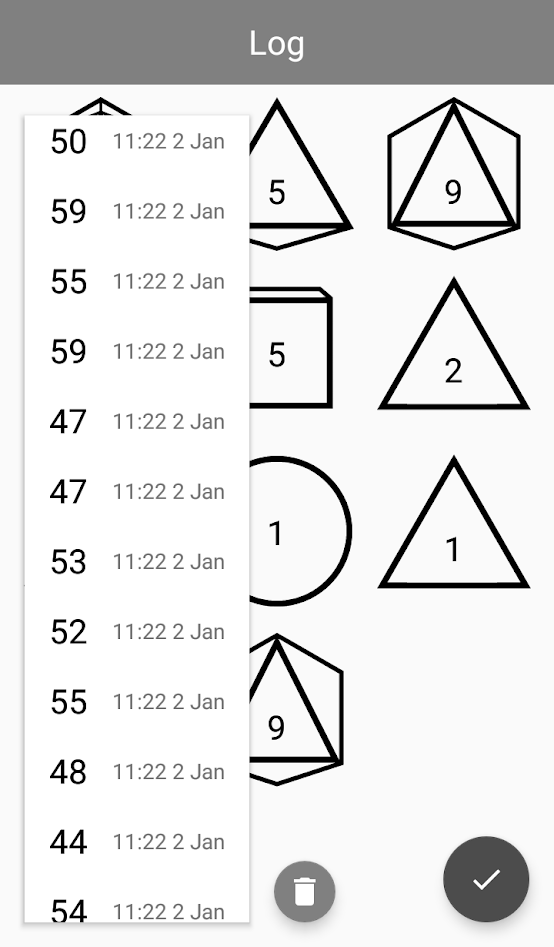 Log
50 11:22 2 Jan
59 11:22 2 Jan
55 11:22 2 Jan
59 11:22 2 Jan
47 11:22 2 Jan
47 11:22 2 Jan
53 11:22 2 Jan
52 11:22 2 Jan
55 11:22 2 Jan
48 11:22 2 Jan
44 11:22 2 Jan
54 11:22 2 Jan
5
9
5
2
1
1
9